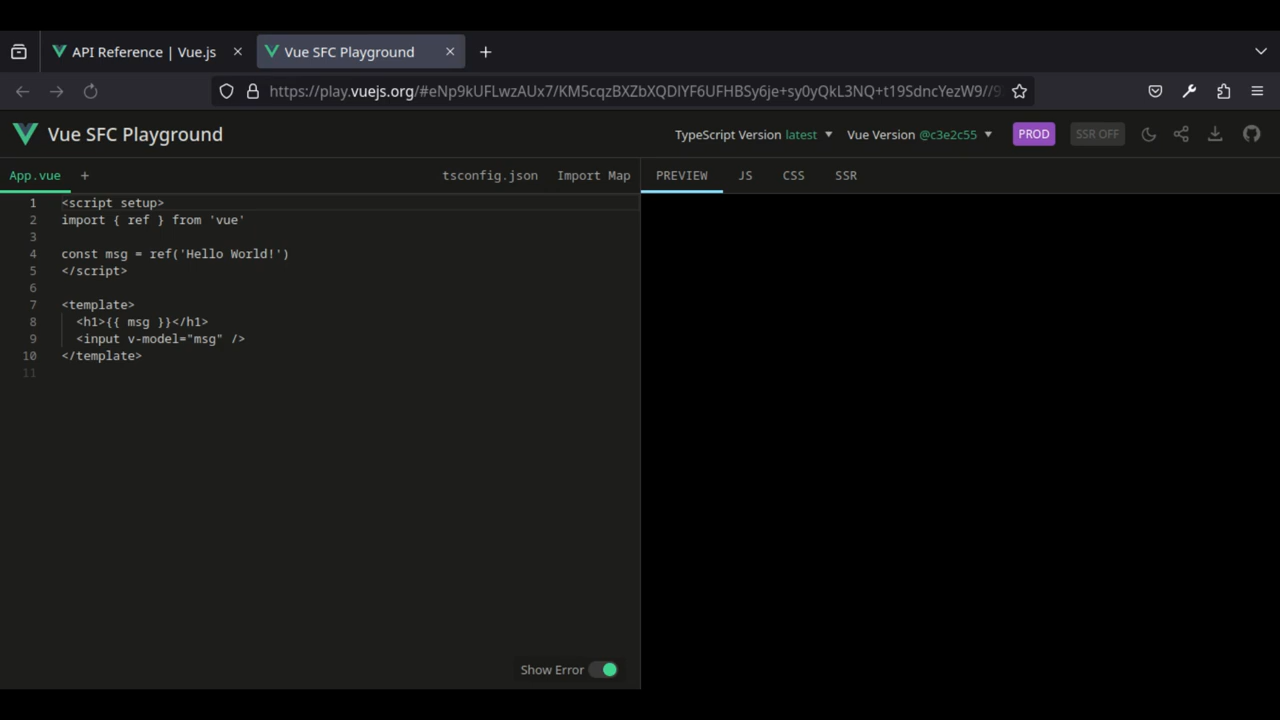 API Reference | Vue.js
Vue SFC Playground
https://play.vuejs.org/#eNp9kUFLwzAUx7/KM5cqzBXZbXQDlYF6UFHBSy6je+sy0yQkL3NQ+t19SdncYezW9//9
Vue SFC Playground
TypeScript Version latest
Vue Version @c3e2c55
PROD
SSR OFF
App.vue
+
tsconfig.json
Import Map
PREVIEW
JS
CSS
SSR
1 <script setup>
2 import { ref } from 'vue'
3
4 const msg = ref('Hello World!')
5 </script>
6
7 <template>
8 <h1>{{ msg }}</h1>
9 <input v-model="msg" />
10 </template>
11
Show Error